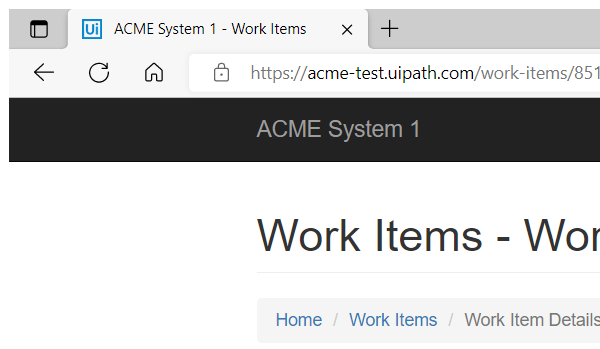 Ui ACME System 1 - Work Items
https://acme-test.uipath.com/work-items/851
ACME System 1
Work Items - Wor
Home / Work Items / Work Item Details